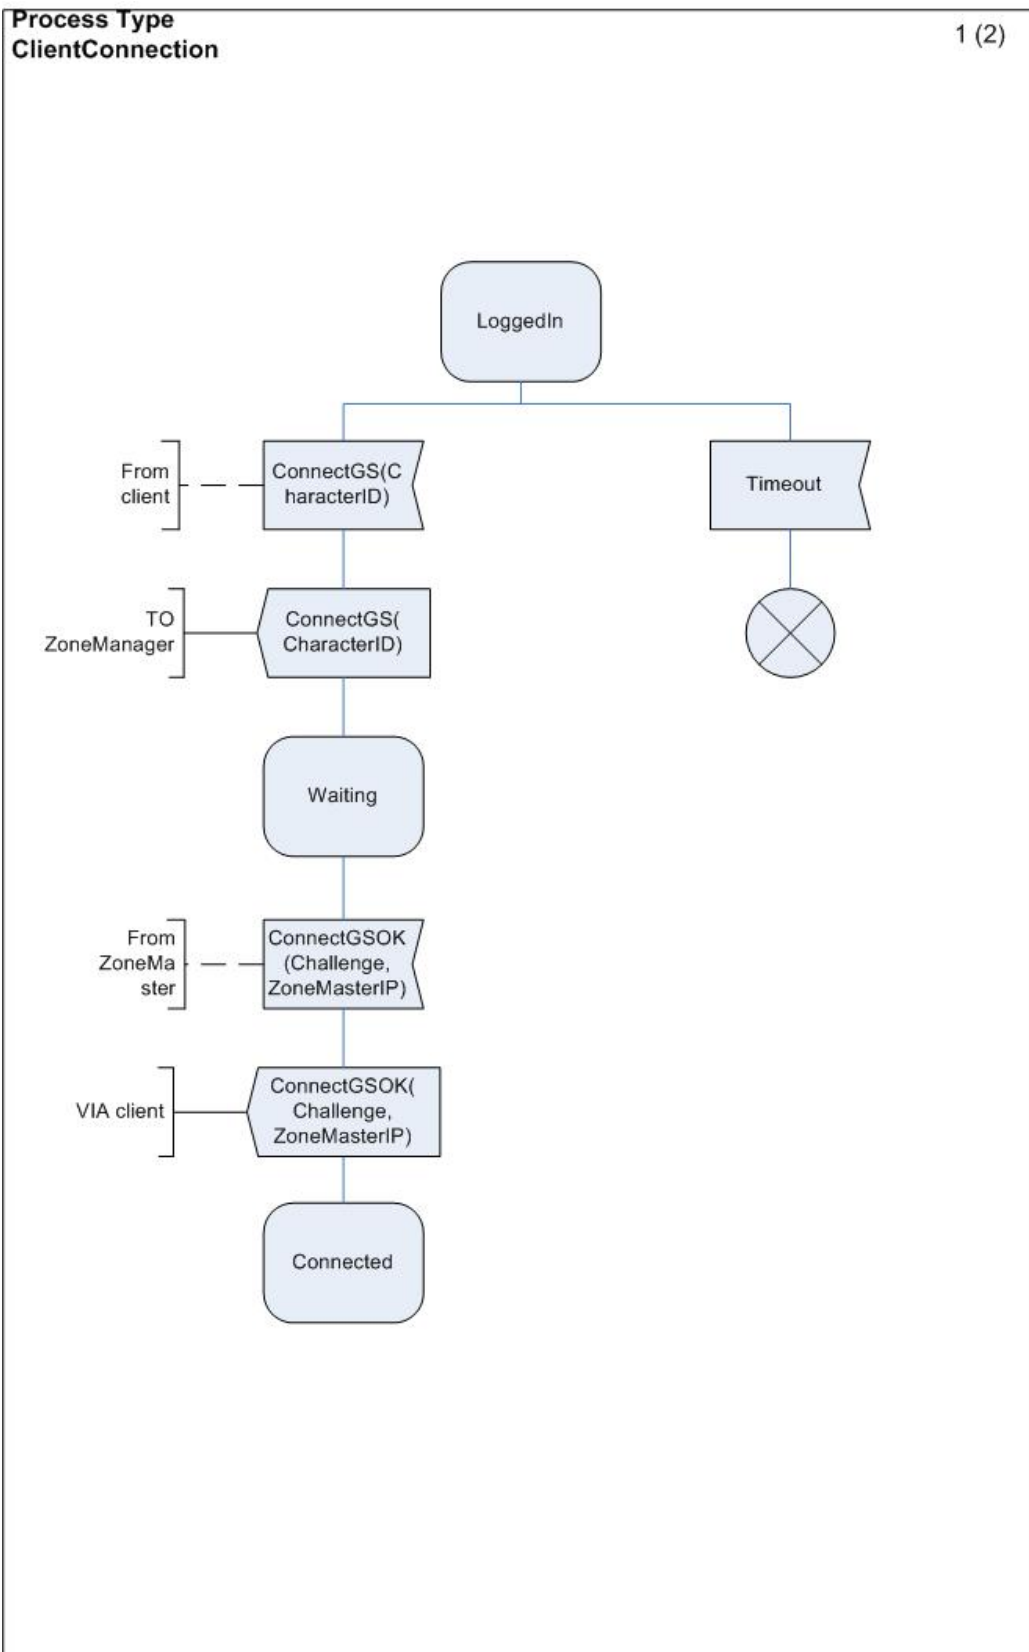 Process Type
ClientConnection
1 (2)
LoggedIn
From
client
ConnectGS(C
haracterID)
Timeout
TO
ZoneManager
ConnectGS(
CharacterID)
Waiting
From
ZoneMa
ster
ConnectGSOK
(Challenge,
ZoneMasterIP)
VIA client
ConnectGSOK(
Challenge,
ZoneMasterIP)
Connected